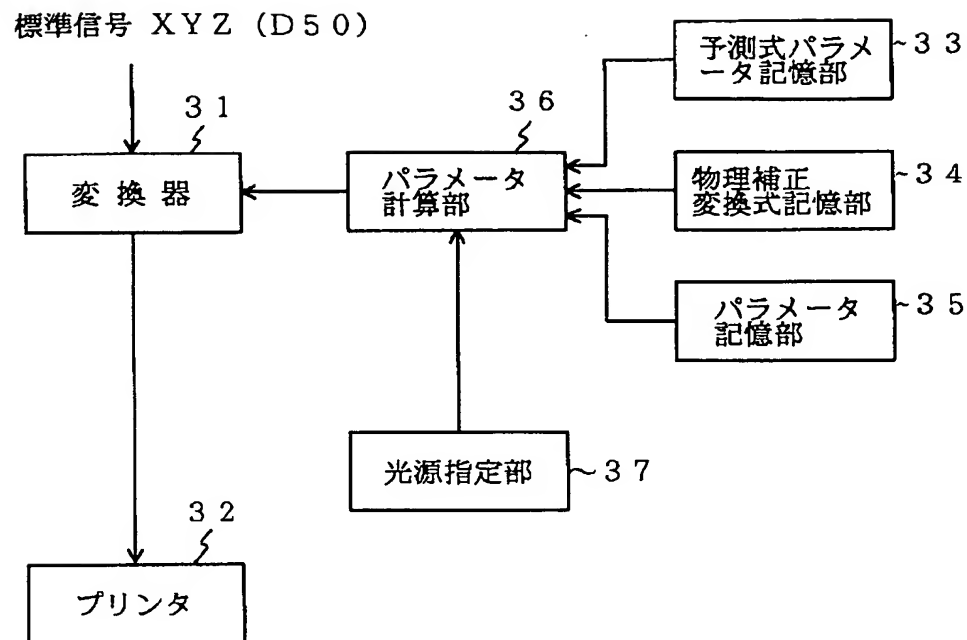 標準信号 ＸＹＺ（Ｄ５０）
３１
変 換 器
３６
パラメータ
計算部
予測式パラメ
ータ記憶部
３３
物理補正
変換式記憶部
３４
パラメータ
記憶部
３５
光源指定部
３７
３２
プリンタ